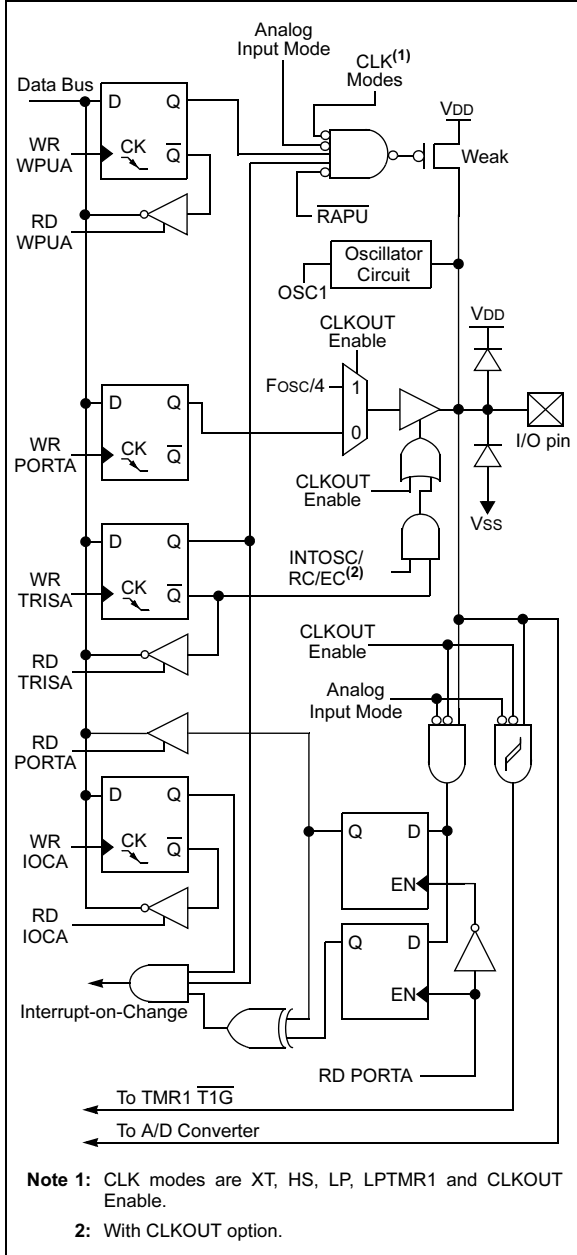 Analog
Input Mode
CLK(1)
Modes
Data Bus
D Q
WR
WPUA
CK Q
RD
WPUA
RAPU
VDD
Weak
Oscillator
Circuit
OSC1
CLKOUT
Enable
VDD
FOSC/4
1
0
I/O pin
D Q
WR
PORTA
CK Q
CLKOUT
Enable
VSS
INTOSC/
RC/EC(2)
D Q
WR
TRISA
CK Q
RD
TRISA
CLKOUT
Enable
Analog
Input Mode
RD
PORTA
D Q
WR
IOCA
CK Q
RD
IOCA
Q D
EN
Q D
EN
Interrupt-on-Change
RD PORTA
To TMR1 T1G
To A/D Converter
Note 1: CLK modes are XT, HS, LP, LPTMR1 and CLKOUT
Enable.
2: With CLKOUT option.